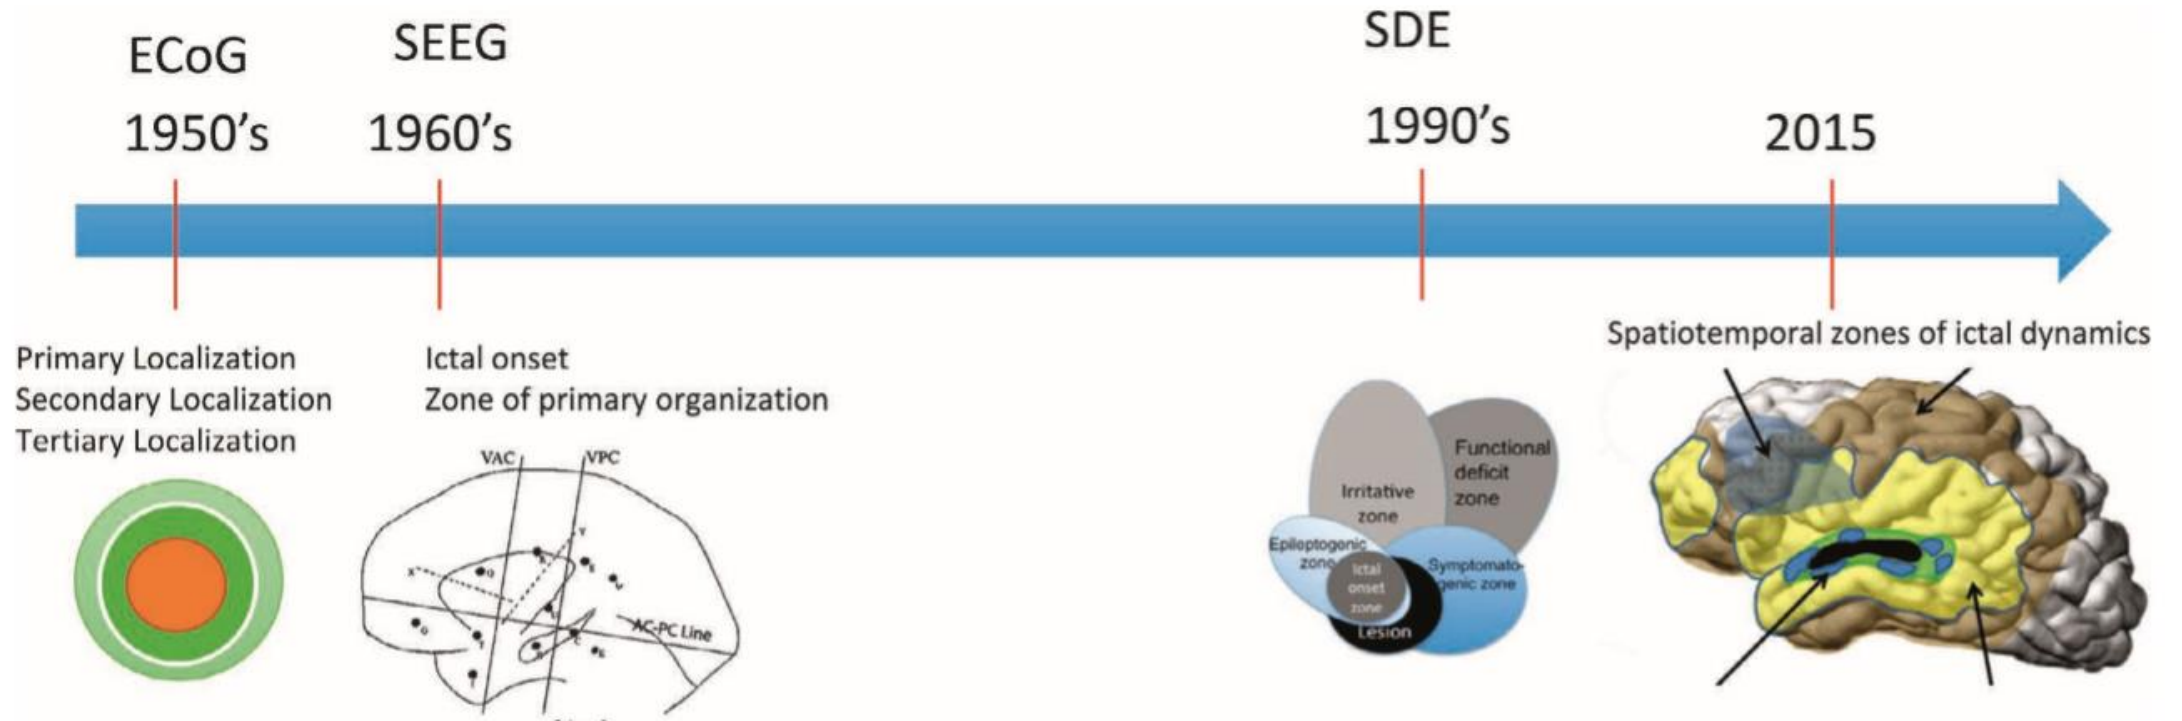 ECoG
1950's
SEEG
1960's
SDE
1990's
2015
Primary Localization
Secondary Localization
Tertiary Localization
Ictal onset
Zone of primary organization
VAC
VPC
AC-PC Line
Irritative
zone
Functional
deficit
zone
Epileptogenic
zone
Ictal
onset
zone
Symptomato-
genic zone
Lesion
Spatiotemporal zones of ictal dynamics